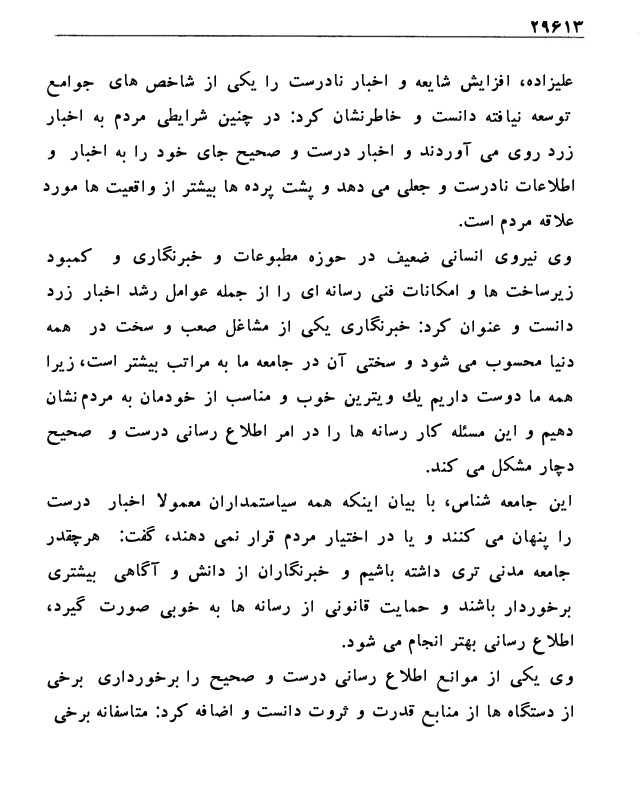 ۲۹۶۱۳
علیزاده، افزایش شایعه و اخبار نادرست را یکی از شاخص های جوامع
توسعه نیافته دانست و خاطرنشان کرد: در چنین شرایطی مردم به اخبار
زرد روی می آوردند و اخبار درست و صحیح جای خود را به اخبار و
اطلاعات نادرست و جعلی می دهد و پشت پرده ها بیشتر از واقعیت ها مورد
علاقه مردم است.
وی نیروی انسانی ضعیف در حوزه مطبوعات و خبرنگاری و کمبود
زیرساخت ها و امکانات فنی رسانه ای را از جمله عوامل رشد اخبار زرد
دانست و عنوان کرد: خبرنگاری یکی از مشاغل صعب و سخت در همه
دنیا محسوب می شود و سختی آن در جامعه ما به مراتب بیشتر است، زیرا
همه ما دوست داریم یك ویترین خوب و مناسب از خودمان به مردم نشان
دهیم و این مسئله کار رسانه ها را در امر اطلاع رسانی درست و صحیح
دچار مشکل می کند.
این جامعه شناس، با بیان اینکه همه سیاستمداران معمولا اخبار درست
را پنهان می کنند و یا در اختیار مردم قرار نمی دهند، گفت: هرچقدر
جامعه مدنی تری داشته باشیم و خبرنگاران از دانش و آگاهی بیشتری
برخوردار باشند و حمایت قانونی از رسانه ها به خوبی صورت گیرد،
اطلاع رسانی بهتر انجام می شود.
وی یکی از موانع اطلاع رسانی درست و صحیح را برخورداری برخی
از دستگاه ها از منابع قدرت و ثروت دانست و اضافه کرد: متاسفانه برخی